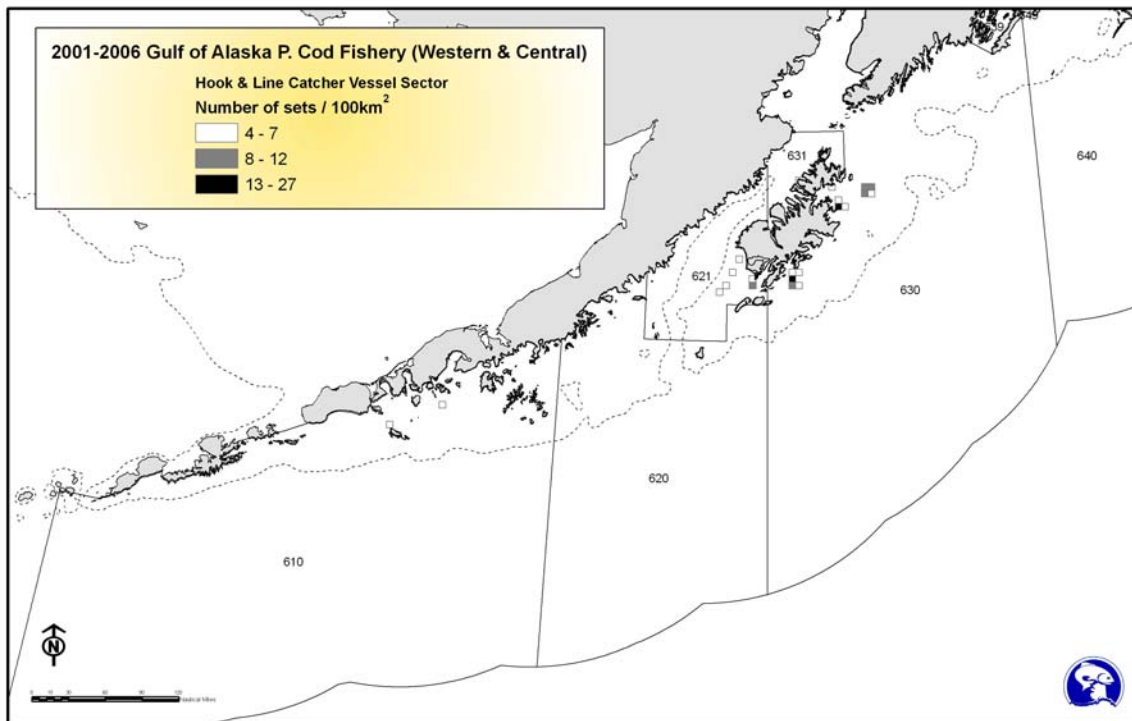 2001-2006 Gulf of Alaska P. Cod Fishery (Western & Central)
Hook & Line Catcher Vessel Sector
Number of sets / 100km²
4 - 7
8 - 12
13 - 27
631
640
621
630
620
610
N